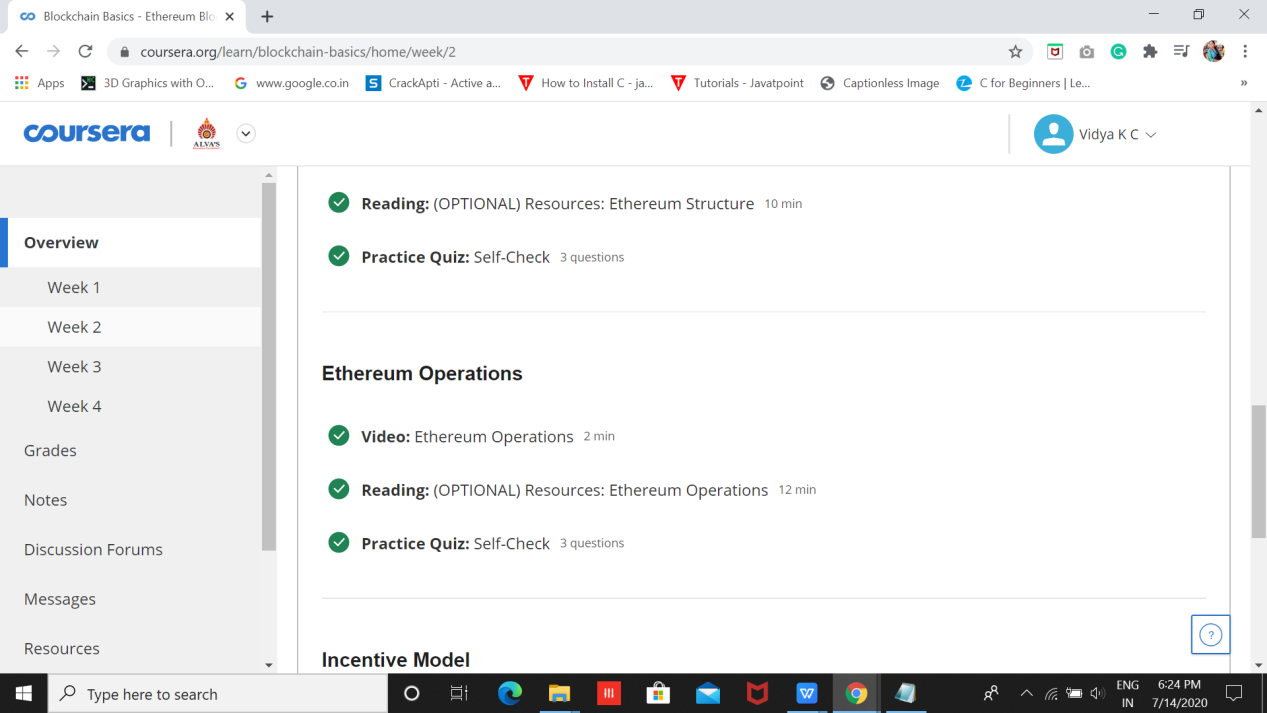 Blockchain Basics - Ethereum Blo
coursera.org/learn/blockchain-basics/home/week/2
Apps
3D Graphics with O...
www.google.co.in
CrackApti - Active a...
How to Install C - ja...
Tutorials - Javatpoint
Captionless Image
C for Beginners | Le...
»
coursera
ALVA'S
Vidya K C
Overview
Week 1
Week 2
Week 3
Week 4
Grades
Notes
Discussion Forums
Messages
Resources
Reading: (OPTIONAL) Resources: Ethereum Structure 10 min
Practice Quiz: Self-Check 3 questions
Ethereum Operations
Video: Ethereum Operations 2 min
Reading: (OPTIONAL) Resources: Ethereum Operations 12 min
Practice Quiz: Self-Check 3 questions
Incentive Model
?
Type here to search
ENG
IN
6:24 PM
7/14/2020